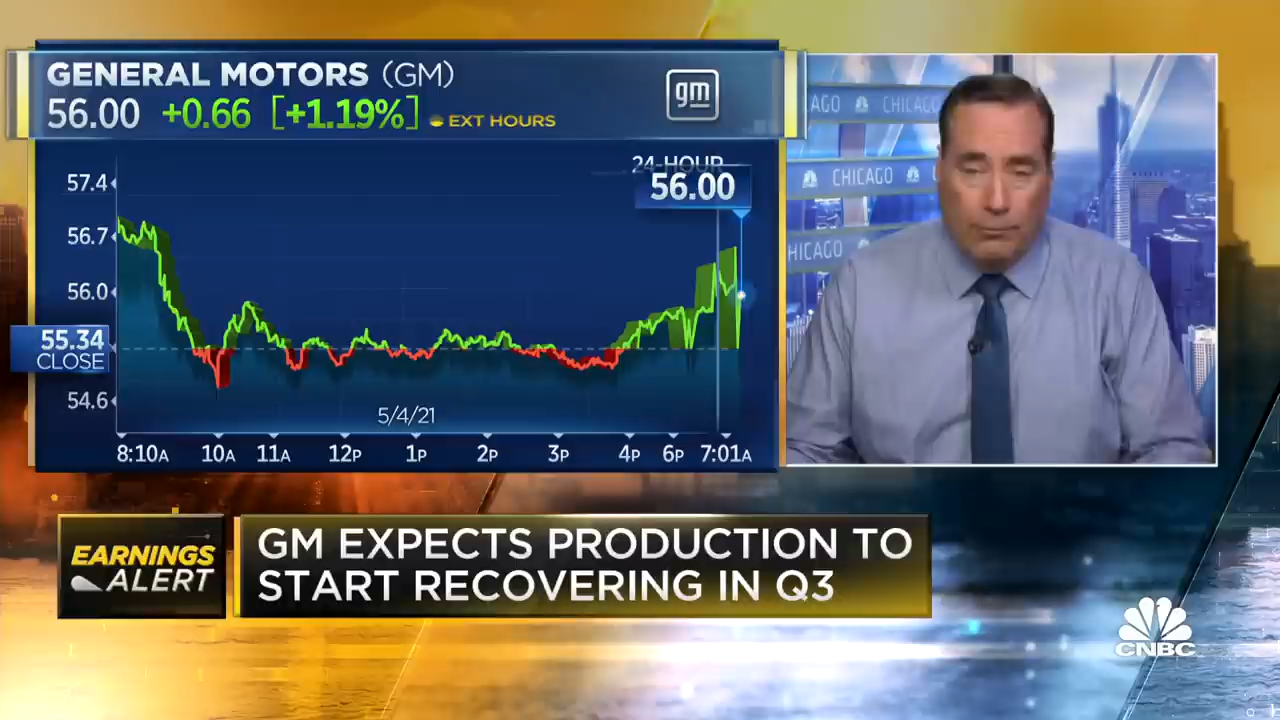 GENERAL MOTORS (GM)
56.00 +0.66 [+1.19%] EXT HOURS
gm
24-HOUR
56.00
57.4
56.7
56.0
55.34
CLOSE
54.6
5/4/21
8:10A 10A 11A 12P 1P 2P 3P 4P 6P 7:01A
CAGO CHICAGO
CHICAGO
HICAGO
EARNINGS
ALERT
GM EXPECTS PRODUCTION TO
START RECOVERING IN Q3
CNBC